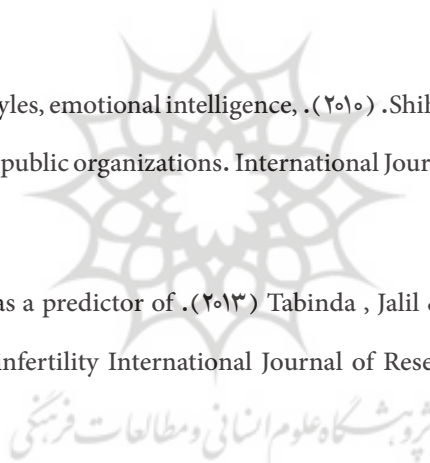 yles, emotional intelligence, .(۲۰۱۰) .Shih
public organizations. International Jour
as a predictor of .(۲۰۱۳) Tabinda , Jalil &
infertility International Journal of Rese
پژوهشگاه علوم انسانی و مطالعات فرهنگی